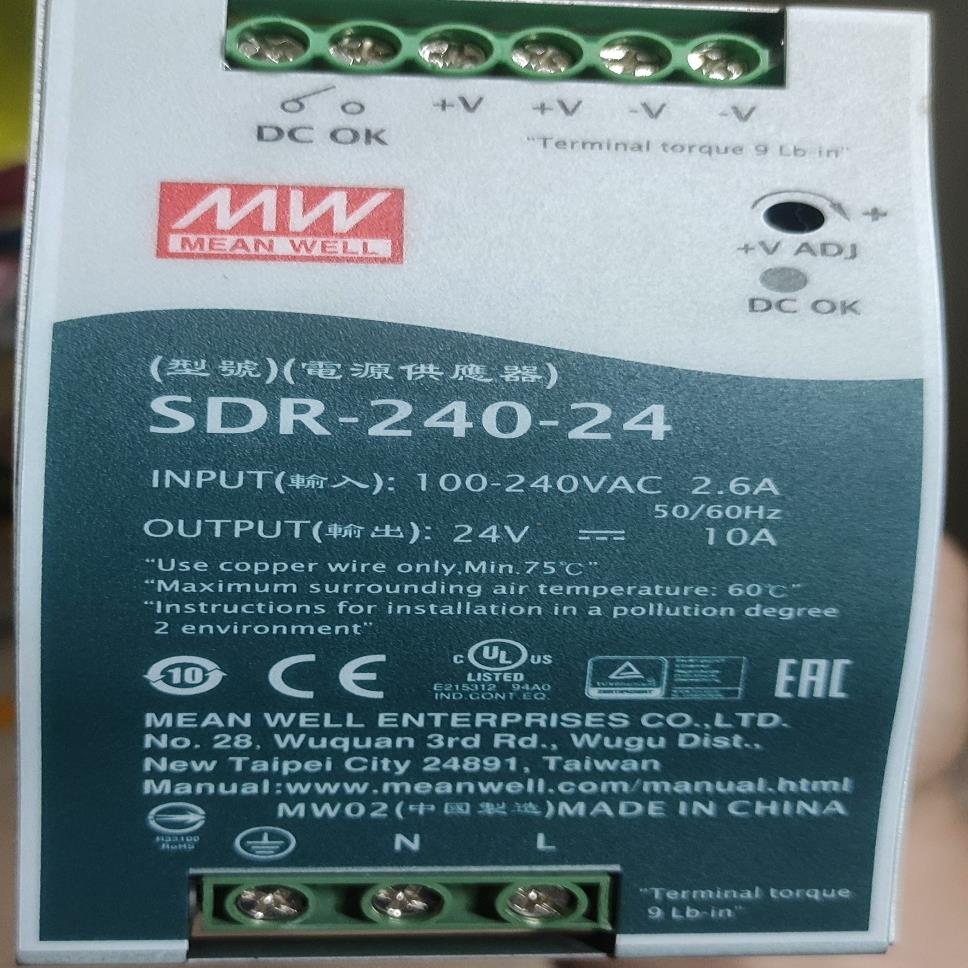 +V +V -V -V
DC OK
"Terminal torque 9 Lb-in"
MW
MEAN WELL
+
+V ADJ
DC OK
(型號)(電源供應器)
SDR-240-24
INPUT(輸入): 100-240VAC 2.6A
50/60Hz
OUTPUT(輸出): 24V 10A
"Use copper wire only,Min.75℃"
"Maximum surrounding air temperature: 60℃"
"Instructions for installation in a pollution degree
2 environment"
10
CE
C UL US
LISTED
E215312 94A0
IND.CONT.EQ.
EAC
MEAN WELL ENTERPRISES CO.,LTD.
No. 28, Wuquan 3rd Rd., Wugu Dist.,
New Taipei City 24891, Taiwan
Manual:www.meanwell.com/manual.html
MW02(中國製造)MADE IN CHINA
RoHS
N L
"Terminal torque
9 Lb-in"